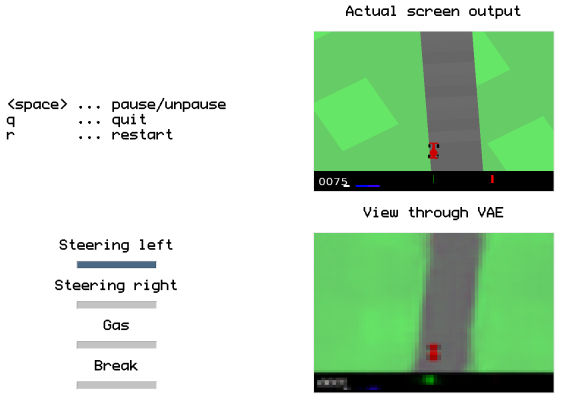 Actual screen output
<space> ... pause/unpause
q ... quit
r ... restart
0075
View through VAE
Steering left
Steering right
Gas
Break